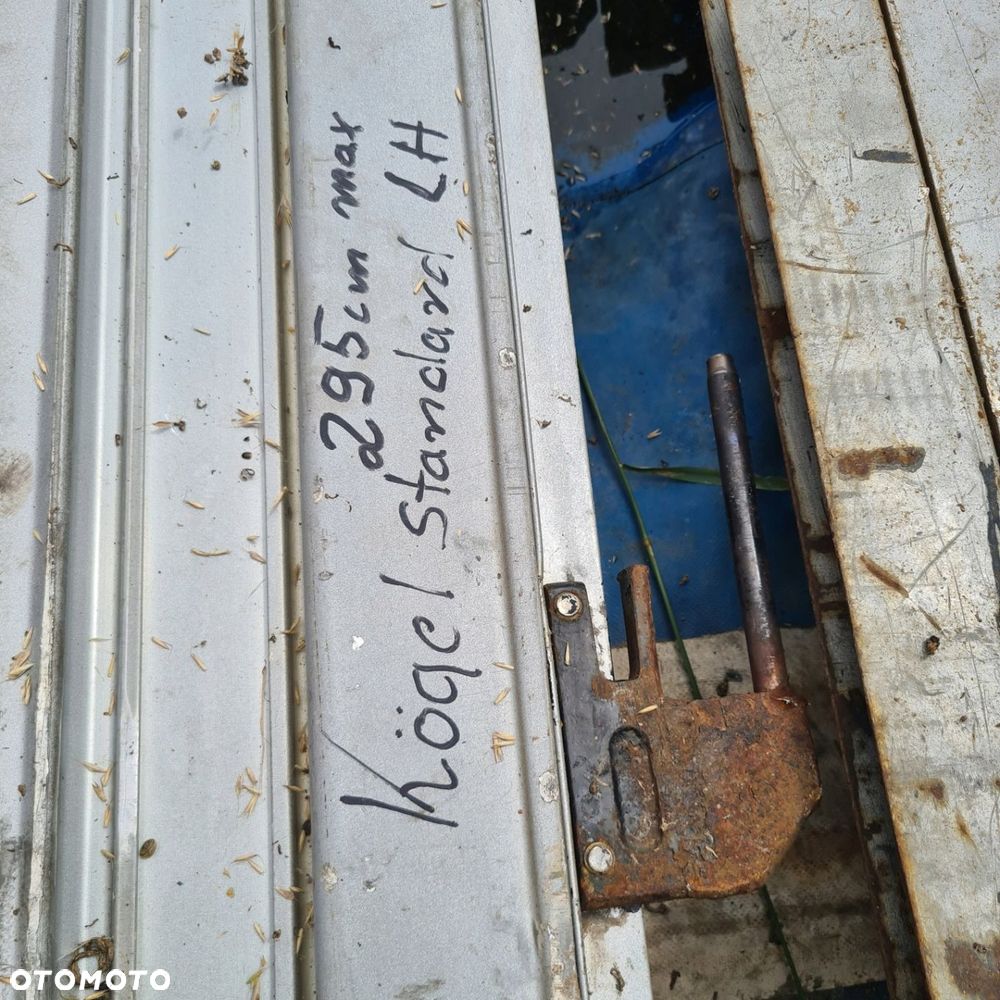 295cm max
Kögel Standard LH
OTOMOTO